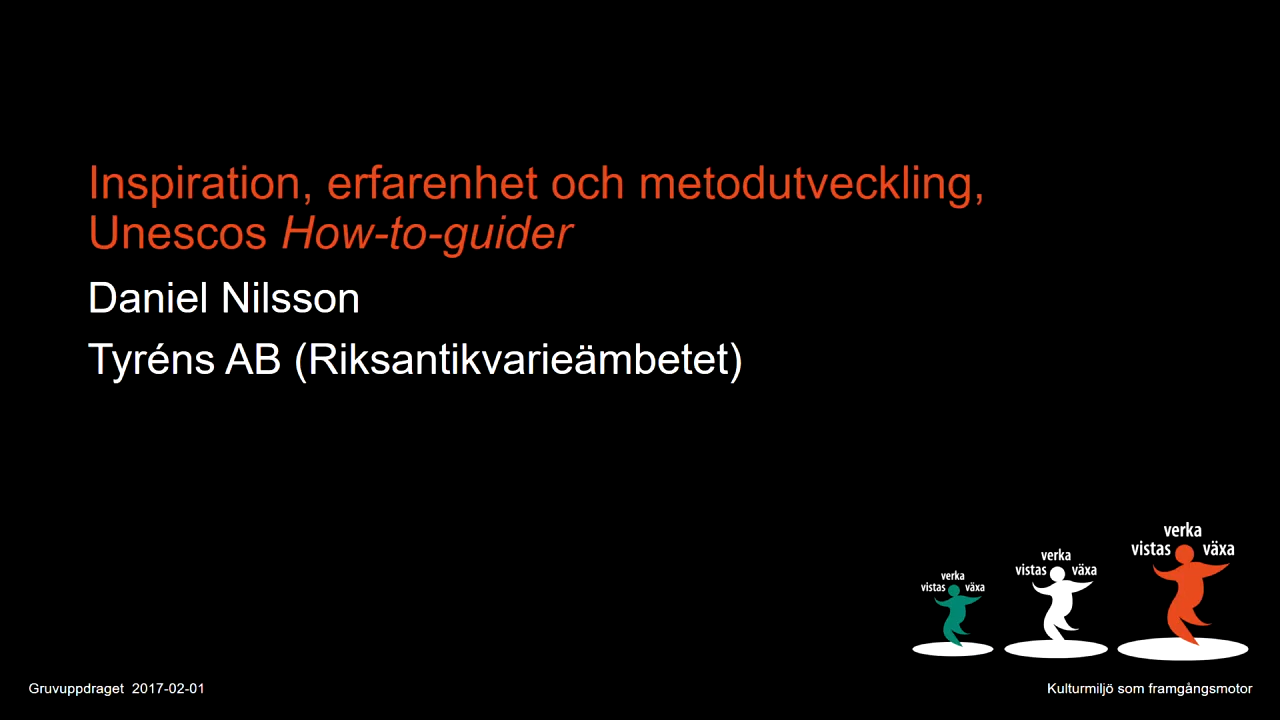 Inspiration, erfarenhet och metodutveckling,
Unescos How-to-guider
Daniel Nilsson
Tyréns AB (Riksantikvarieämbetet)
verka
vistas växa
verka
vistas växa
verka
vistas växa
Gruvuppdraget 2017-02-01
Kulturmiljö som framgångsmotor